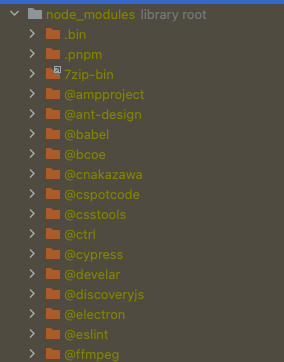 node_modules library root
.bin
.pnpm
7zip-bin
@ampproject
@ant-design
@babel
@bcoe
@cnakazawa
@cspotcode
@csstools
@ctrl
@cypress
@develar
@discoveryjs
@electron
@eslint
@ffmpeg